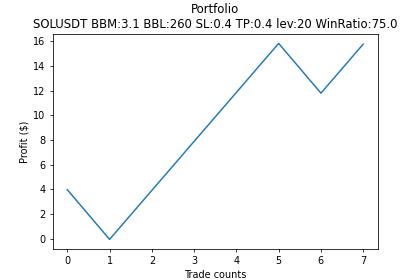 Portfolio
SOLUSDT BBM:3.1 BBL:260 SL:0.4 TP:0.4 lev:20 WinRatio:75.0
16
14
12
10
8
6
4
2
0
Profit ($)
0 1 2 3 4 5 6 7
Trade counts